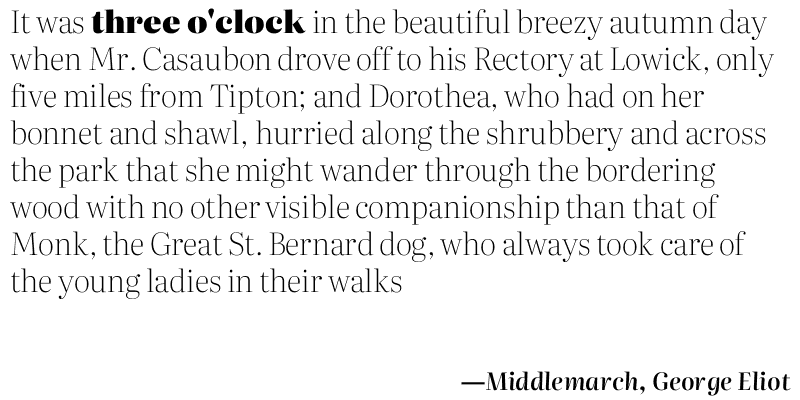 It was three o'clock in the beautiful breezy autumn day
when Mr. Casaubon drove off to his Rectory at Lowick, only
five miles from Tipton; and Dorothea, who had on her
bonnet and shawl, hurried along the shrubbery and across
the park that she might wander through the bordering
wood with no other visible companionship than that of
Monk, the Great St. Bernard dog, who always took care of
the young ladies in their walks
—Middlemarch, George Eliot